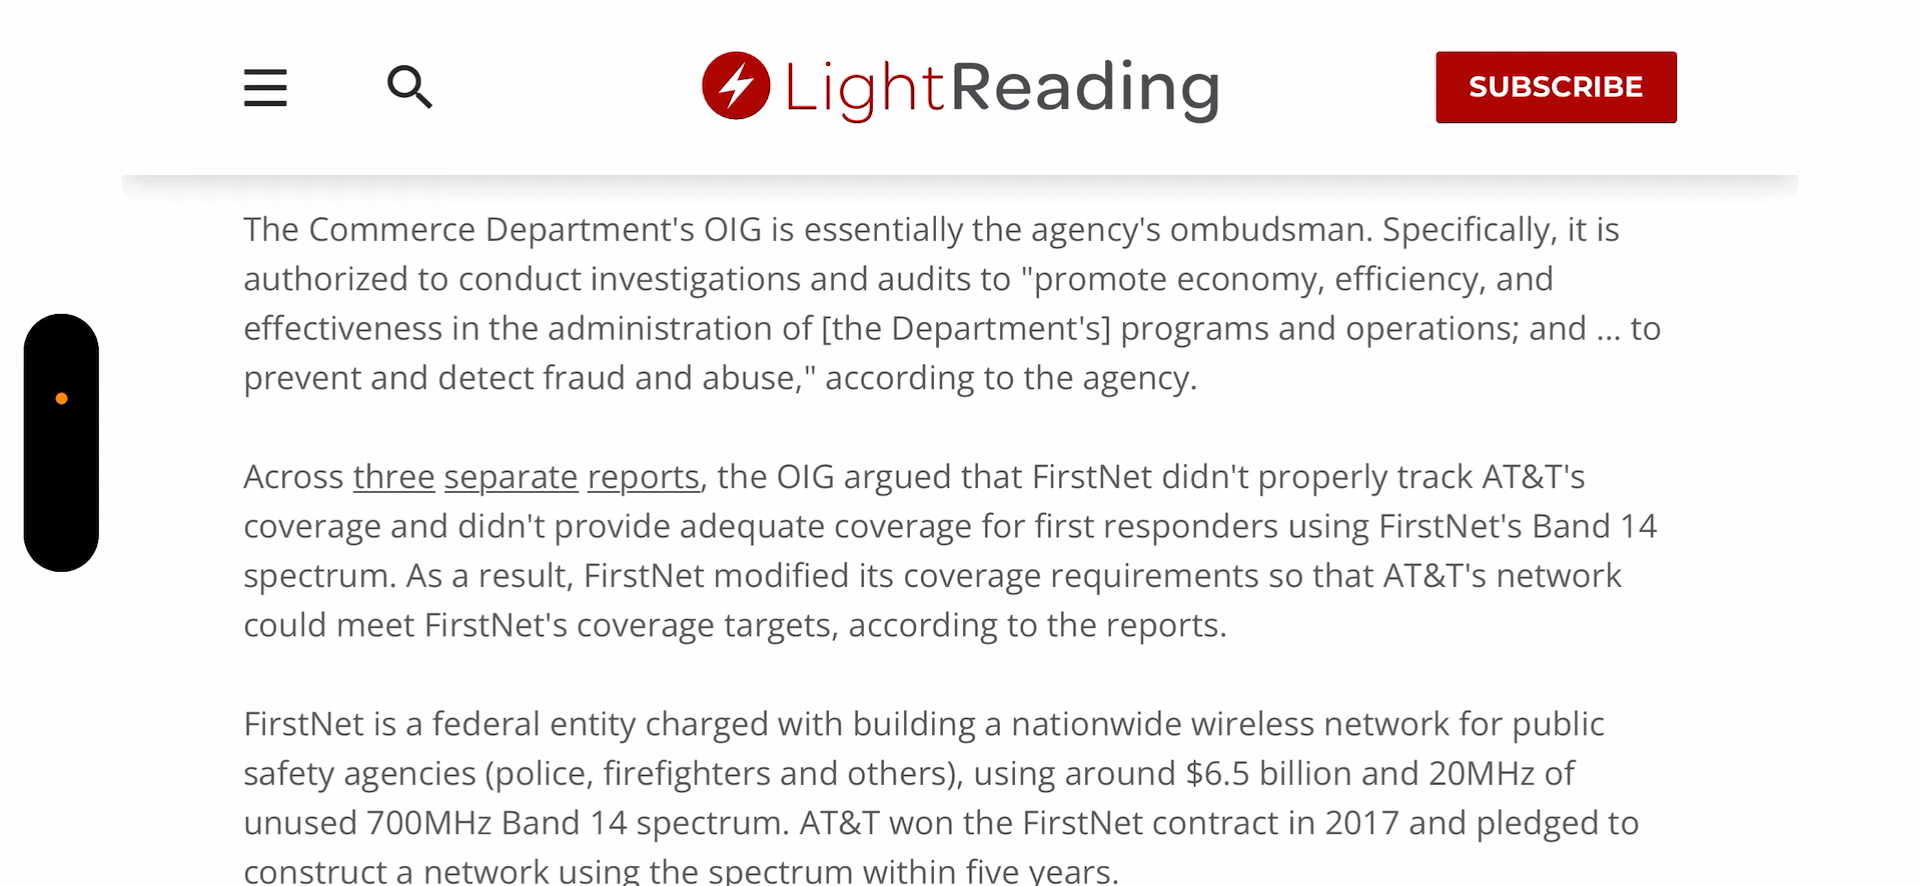 LightReading
SUBSCRIBE
The Commerce Department's OIG is essentially the agency's ombudsman. Specifically, it is
authorized to conduct investigations and audits to "promote economy, efficiency, and
effectiveness in the administration of [the Department's] programs and operations; and ... to
prevent and detect fraud and abuse," according to the agency.
Across three separate reports, the OIG argued that FirstNet didn't properly track AT&T's
coverage and didn't provide adequate coverage for first responders using FirstNet's Band 14
spectrum. As a result, FirstNet modified its coverage requirements so that AT&T's network
could meet FirstNet's coverage targets, according to the reports.
FirstNet is a federal entity charged with building a nationwide wireless network for public
safety agencies (police, firefighters and others), using around $6.5 billion and 20MHz of
unused 700MHz Band 14 spectrum. AT&T won the FirstNet contract in 2017 and pledged to
construct a network using the spectrum within five years.